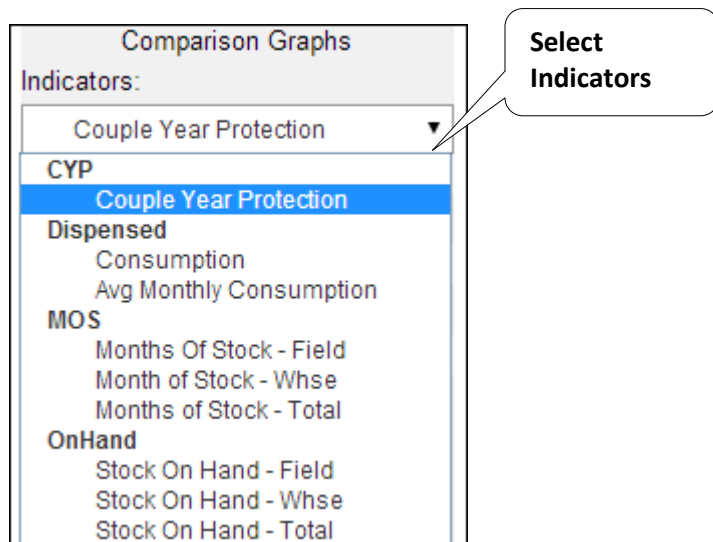 Comparison Graphs
Select
Indicators
Indicators:
Couple Year Protection
CYP
Couple Year Protection
Dispensed
Consumption
Avg Monthly Consumption
MOS
Months Of Stock - Field
Month of Stock - Whse
Months of Stock - Total
OnHand
Stock On Hand - Field
Stock On Hand - Whse
Stock On Hand - Total